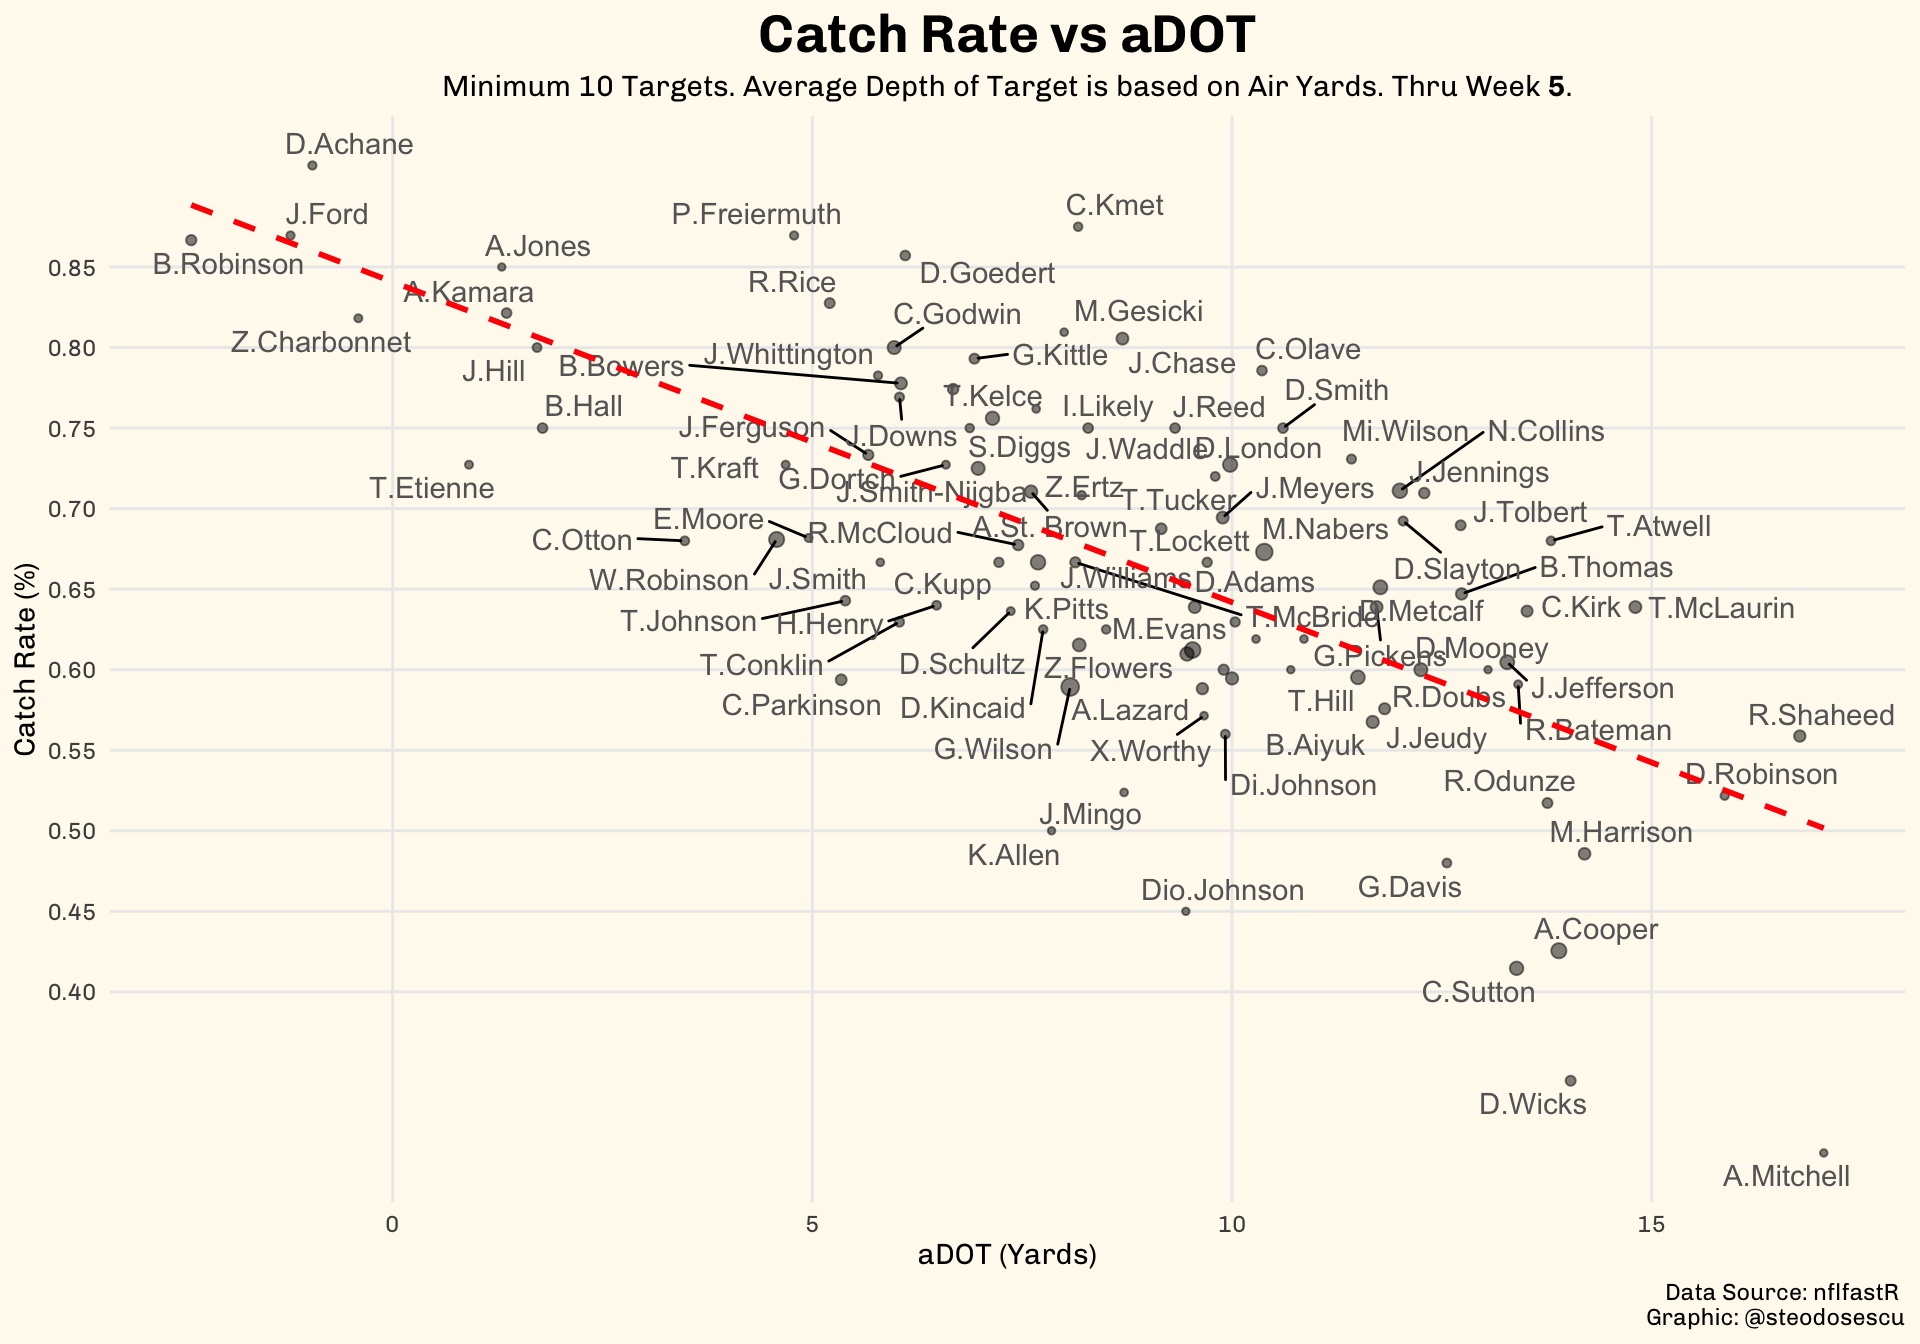 Catch Rate vs aDOT
Minimum 10 Targets. Average Depth of Target is based on Air Yards. Thru Week 5.
D.Achane
C.Kmet
J.Ford
P.Freiermuth
A.Jones
B.Robinson
D.Goedert
R.Rice
A.Kamara
M.Gesicki
C.Godwin
Z.Charbonnet
C.Olave
J.Whittington
G.Kittle
J.Chase
B.Bowers
J.Hill
D.Smith
T.Kelce
B.Hall
I.Likely
J.Reed
J.Ferguson
J.Downs
Mi.Wilson
N.Collins
S.Diggs
J.Waddle
D.London
T.Kraft
G.Dortch
J.Jennings
T.Etienne
J.Smith-Njigba
Z.Ertz
J.Meyers
T.Tucker
J.Tolbert
E.Moore
R.McCloud
A.St. Brown
M.Nabers
T.Atwell
C.Otton
T.Lockett
D.Slayton
B.Thomas
W.Robinson
J.Smith
C.Kupp
J.Williams
D.Adams
T.Johnson
H.Henry
K.Pitts
T.McBride
D.Metcalf
C.Kirk
T.McLaurin
M.Evans
T.Conklin
D.Schultz
Z.Flowers
G.Pickens
D.Mooney
C.Parkinson
D.Kincaid
A.Lazard
T.Hill
R.Doubs
J.Jefferson
R.Shaheed
G.Wilson
X.Worthy
B.Aiyuk
J.Jeudy
R.Bateman
Di.Johnson
R.Odunze
D.Robinson
J.Mingo
M.Harrison
K.Allen
Dio.Johnson
G.Davis
A.Cooper
C.Sutton
D.Wicks
A.Mitchell
0.85
0.80
0.75
0.70
0.65
0.60
0.55
0.50
0.45
0.40
Catch Rate (%)
0 5 10 15
aDOT (Yards)
Data Source: nflfastR
Graphic: @steodosescu